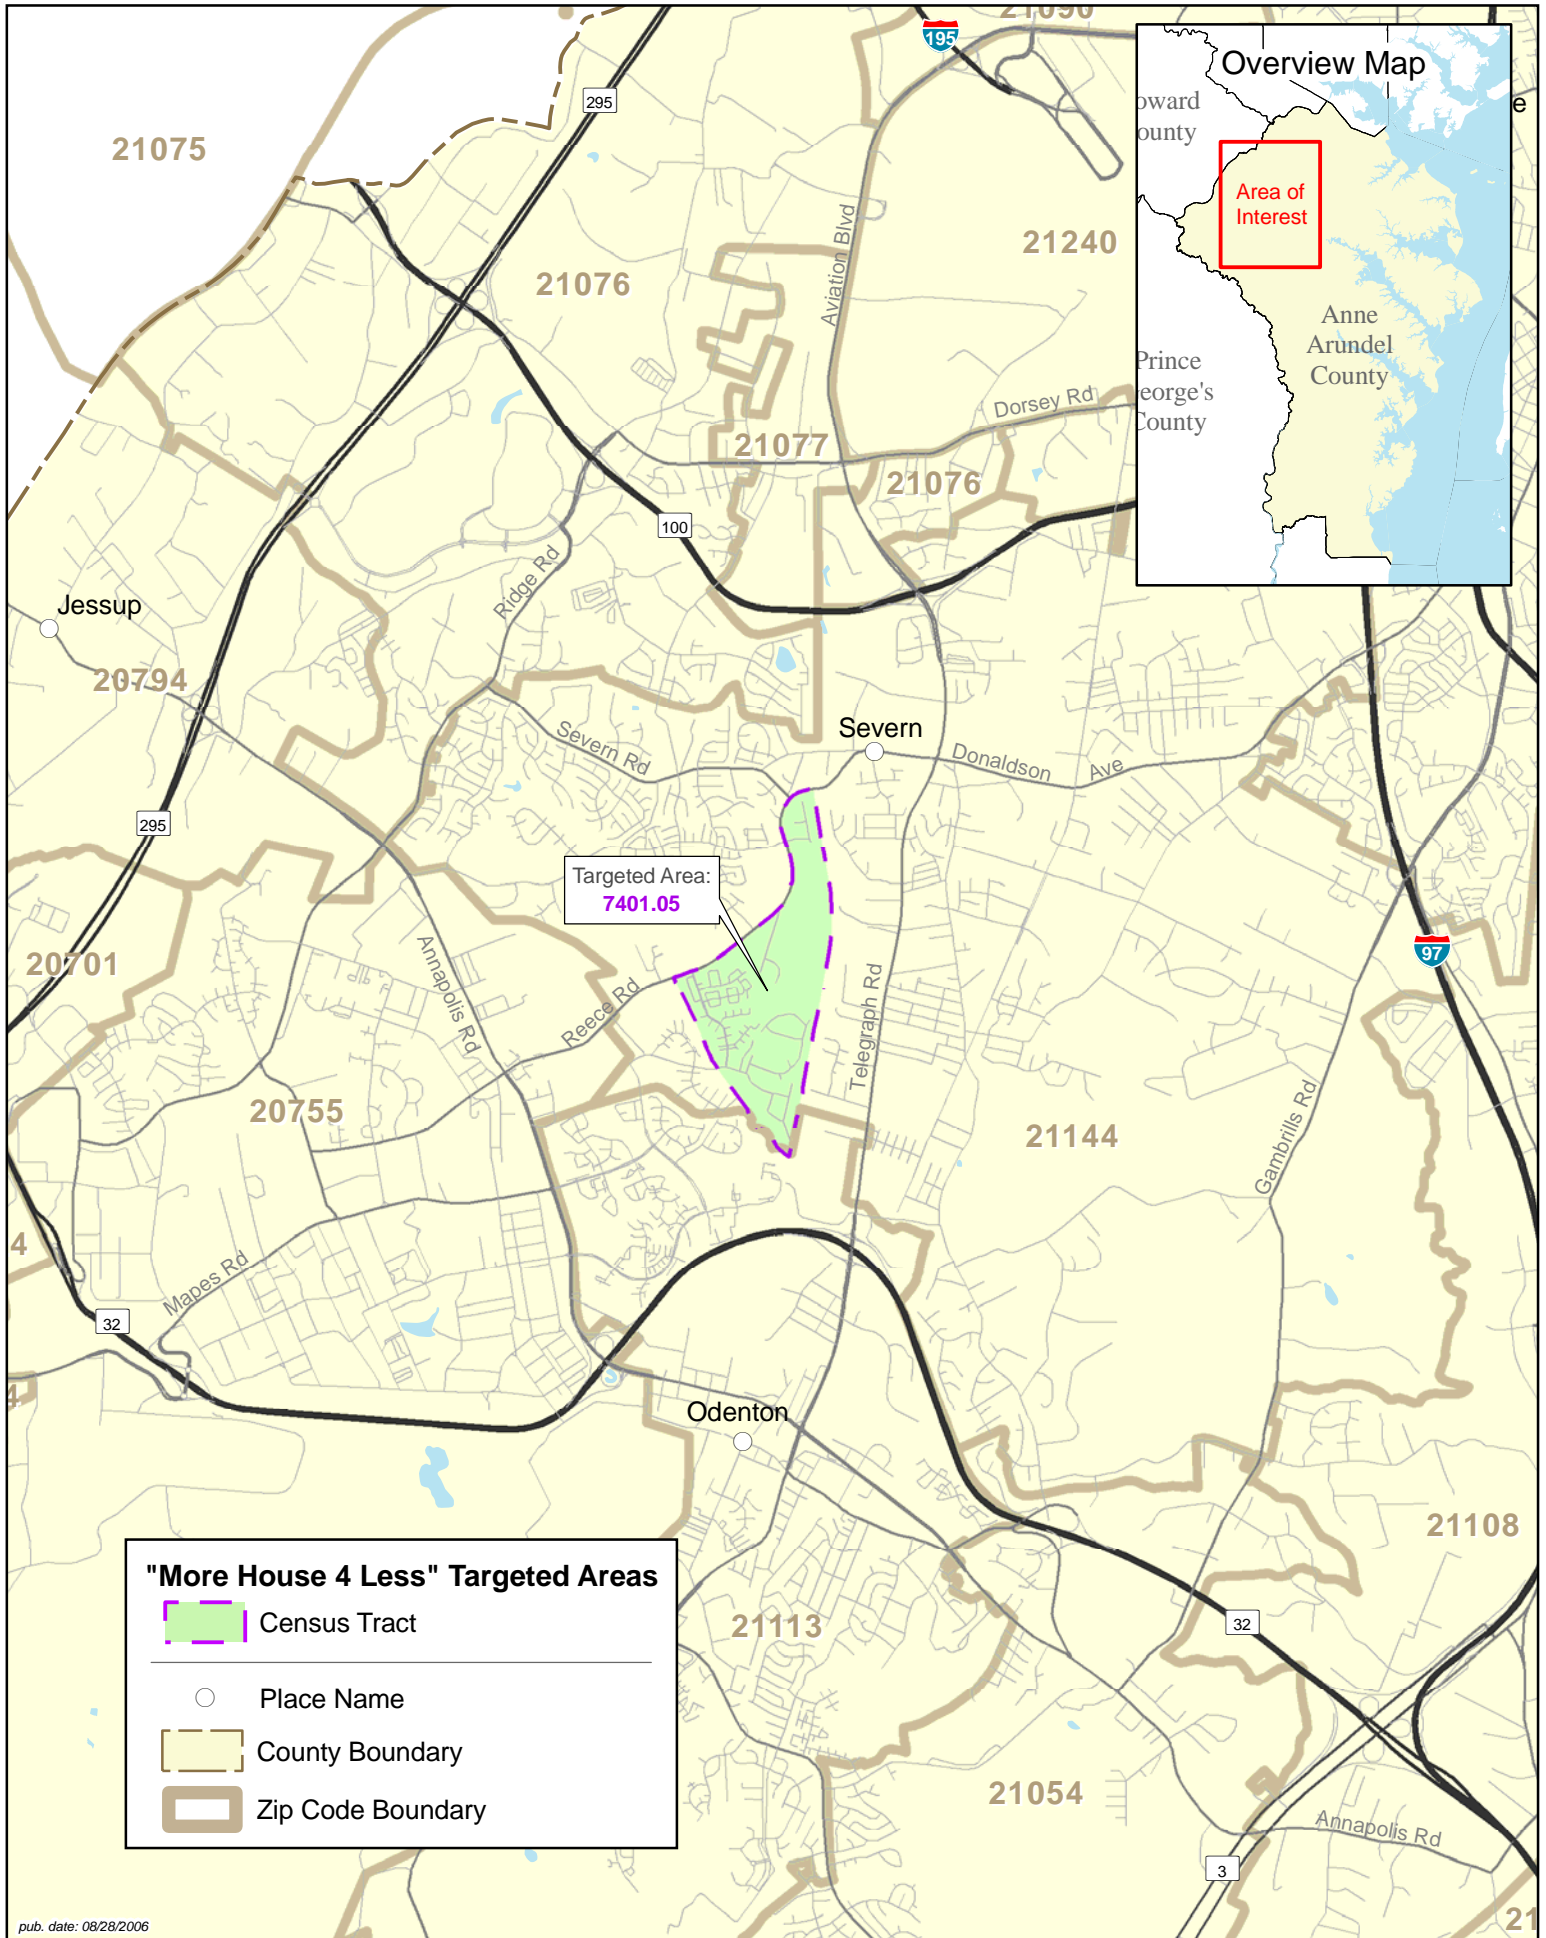 21090
195
Overview Map
e
oward
ounty
295
21075
Area of
Interest
Aviation Blvd
21240
21076
Anne
Arundel
County
Prince
eorge's
County
Dorsey Rd
21077
21076
100
Ridge Rd
Jessup
20794
Severn
Severn Rd
Donaldson Ave
295
Targeted Area:
7401.05
97
20701
Annapolis Rd
Reece Rd
Telegraph Rd
20755
21144
Gambrills Rd
4
Mapes Rd
32
4
Odenton
21108
"More House 4 Less" Targeted Areas
Census Tract
Place Name
County Boundary
Zip Code Boundary
21113
32
21054
Annapolis Rd
3
21
pub. date: 08/28/2006